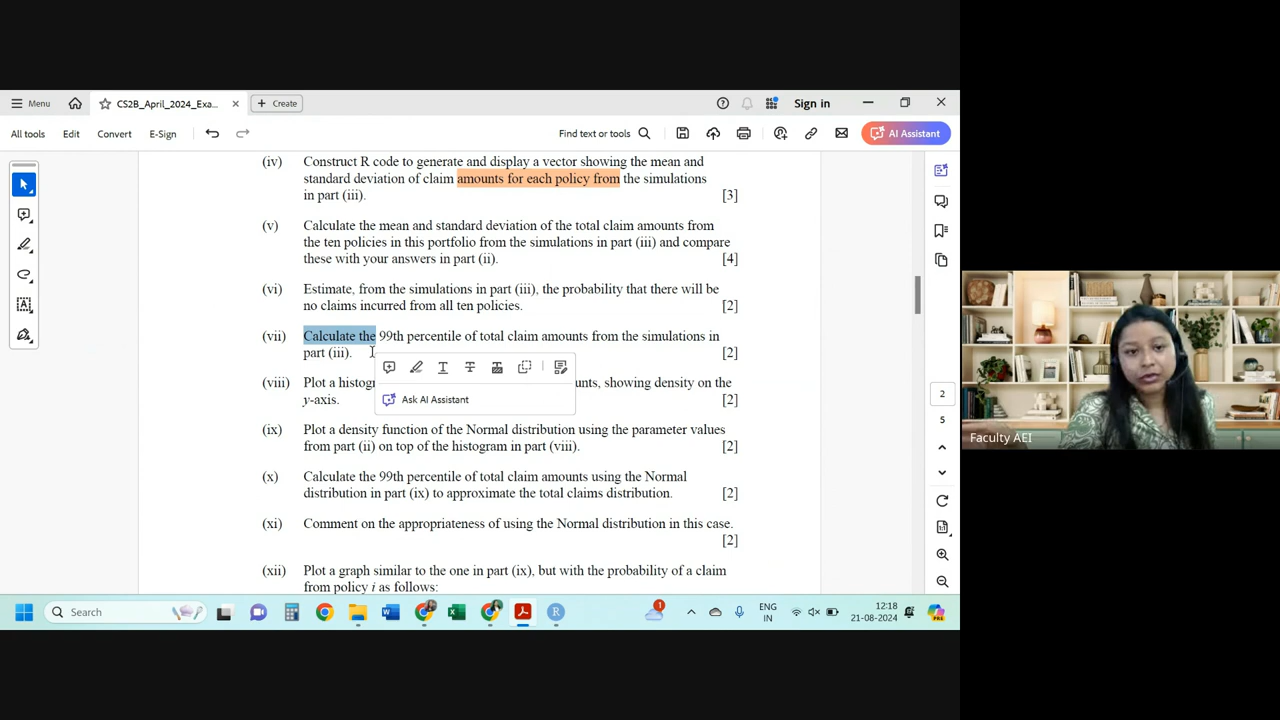 Menu
CS2B_April_2024_Exa...
Create
Sign in
All tools
Edit
Convert
E-Sign
Find text or tools
AI Assistant
(iv) Construct R code to generate and display a vector showing the mean and
standard deviation of claim amounts for each policy from the simulations
in part (iii). [3]
(v) Calculate the mean and standard deviation of the total claim amounts from
the ten policies in this portfolio from the simulations in part (iii) and compare
these with your answers in part (ii). [4]
(vi) Estimate, from the simulations in part (iii), the probability that there will be
no claims incurred from all ten policies. [2]
(vii) Calculate the 99th percentile of total claim amounts from the simulations in
part (iii). [2]
Ask AI Assistant
(viii) Plot a histog unts, showing density on the
y-axis. [2]
(ix) Plot a density function of the Normal distribution using the parameter values
from part (ii) on top of the histogram in part (viii). [2]
(x) Calculate the 99th percentile of total claim amounts using the Normal
distribution in part (ix) to approximate the total claims distribution. [2]
(xi) Comment on the appropriateness of using the Normal distribution in this case.
[2]
(xii) Plot a graph similar to the one in part (ix), but with the probability of a claim
from policy i as follows:
2
5
Faculty AEI
Search
1
ENG
IN
12:18
21-08-2024